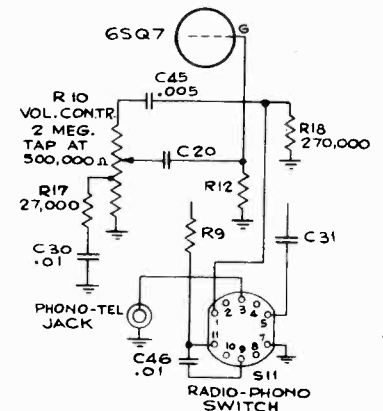 6SQ7
G
C45
.005
R10
VOL.CONTR.
2 MEG.
TAP AT
500,000 Ω
C20
R18
270,000
R17
27,000
R12
R9
C31
C30
.01
PHONO-TEL
JACK
1
2
3
4
5
7
8
9
10
11
C46
.01
S11
RADIO-PHONO
SWITCH